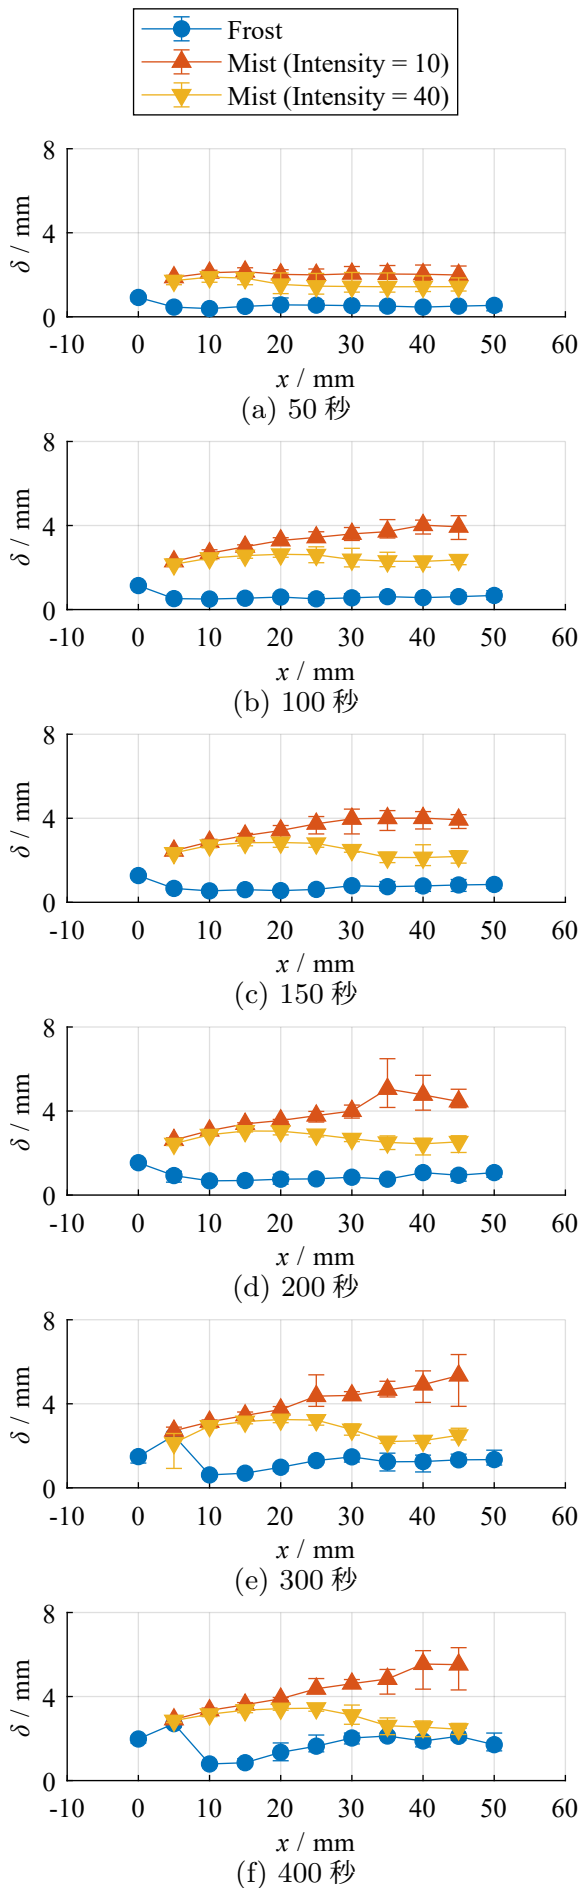 Frost
Mist (Intensity = 10)
Mist (Intensity = 40)
8
4
0
δ / mm
-10 0 10 20 30 40 50 60
x / mm
(a) 50 秒
8
4
0
δ / mm
-10 0 10 20 30 40 50 60
x / mm
(b) 100 秒
8
4
0
δ / mm
-10 0 10 20 30 40 50 60
x / mm
(c) 150 秒
8
4
0
δ / mm
-10 0 10 20 30 40 50 60
x / mm
(d) 200 秒
8
4
0
δ / mm
-10 0 10 20 30 40 50 60
x / mm
(e) 300 秒
8
4
0
δ / mm
-10 0 10 20 30 40 50 60
x / mm
(f) 400 秒